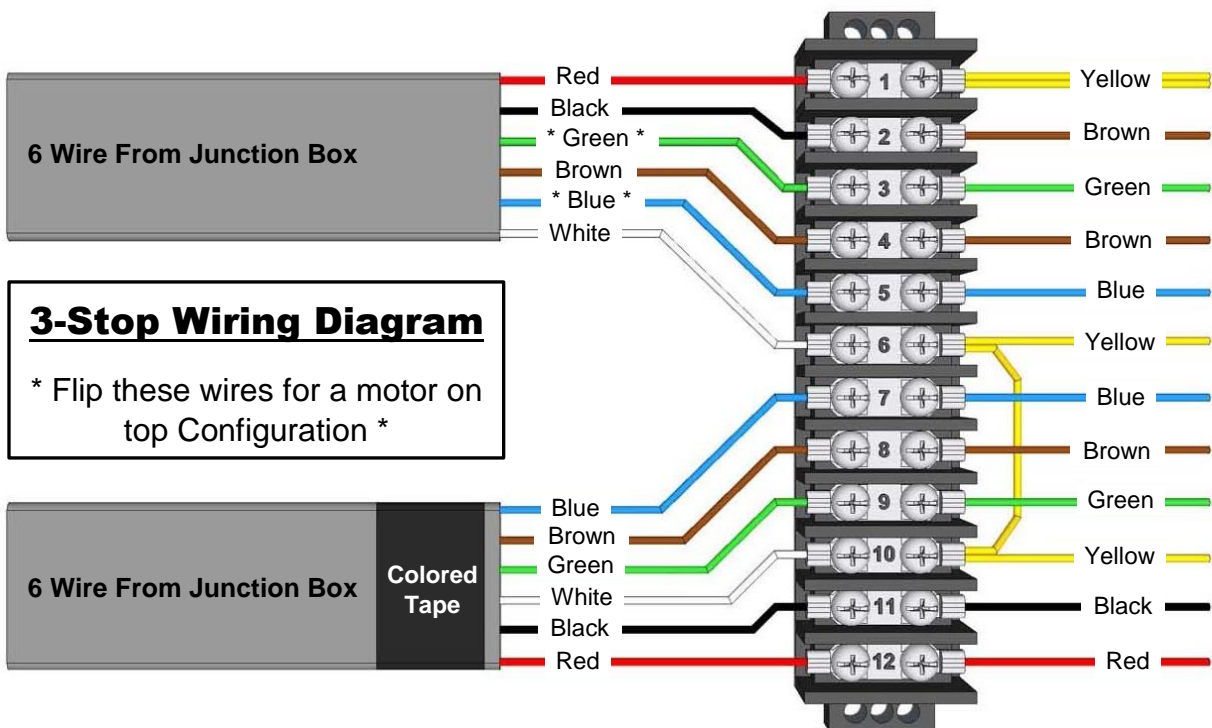 Red
Black
* Green *
Brown
* Blue *
White
6 Wire From Junction Box
3-Stop Wiring Diagram
* Flip these wires for a motor on
top Configuration *
Blue
Brown
Green
White
Black
Red
6 Wire From Junction Box
Colored
Tape
1
2
3
4
5
6
7
8
9
10
11
12
Yellow
Brown
Green
Brown
Blue
Yellow
Blue
Brown
Green
Yellow
Black
Red